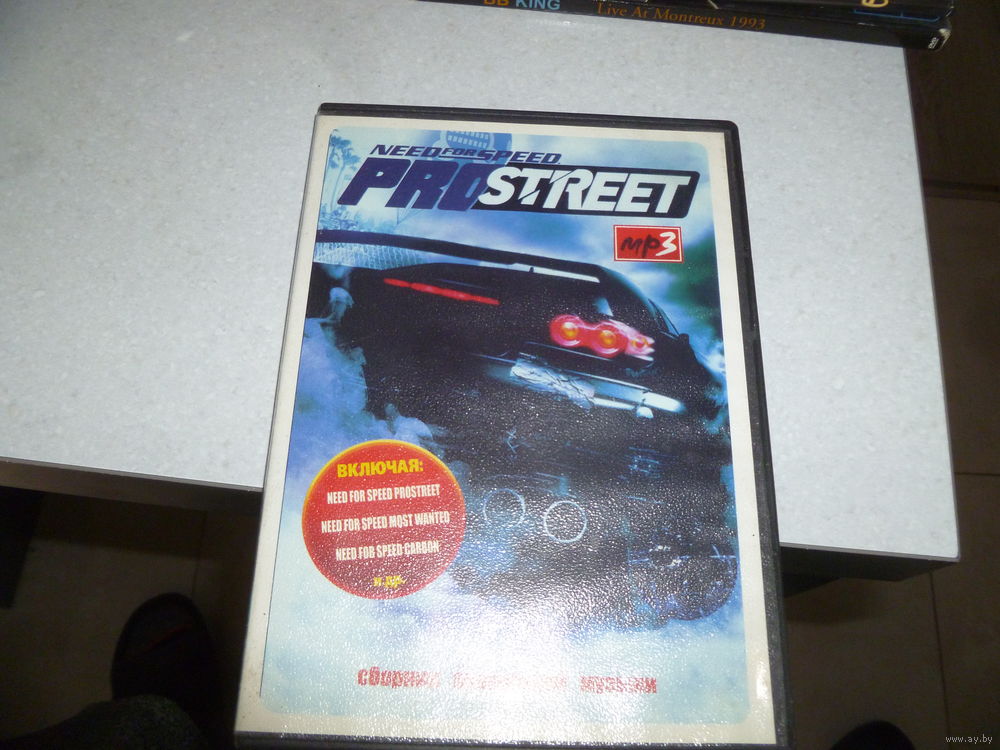 BB KING Live At Montreux 1993
NEED FOR SPEED
PROSTREET
mp3
ВКЛЮЧАЯ:
NEED FOR SPEED PROSTREET
NEED FOR SPEED MOST WANTED
NEED FOR SPEED CARBON
и др.
сборник музыки
www.ay.by